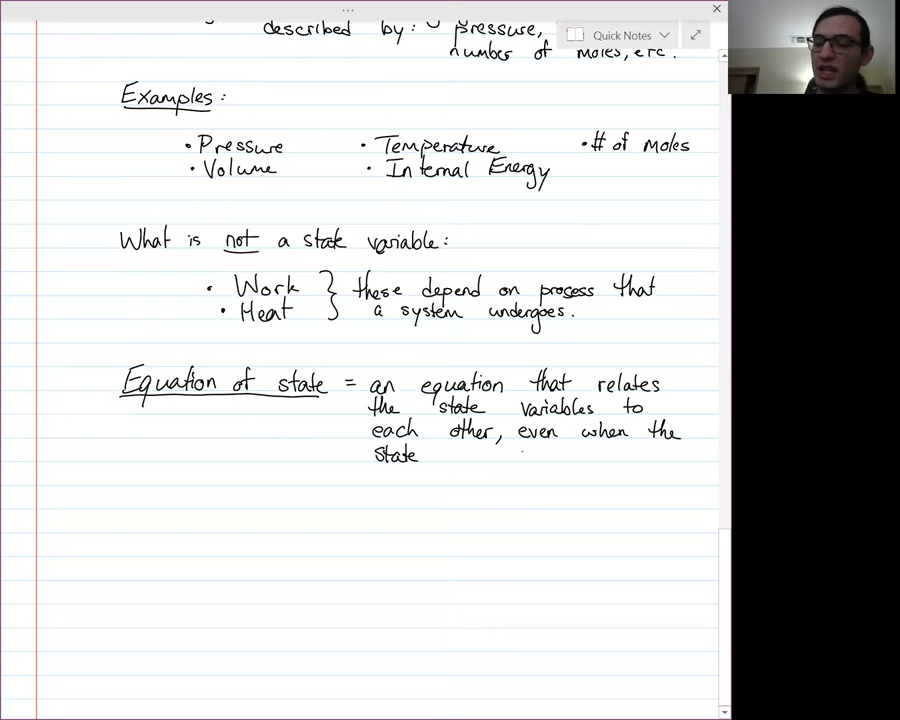 described by: pressure,
Quick Notes
number of moles, etc.
Examples:
• Pressure • Temperature • # of moles
• Volume • Internal Energy
What is not a state variable:
• Work } these depend on process that
• Heat a system undergoes.
Equation of state = an equation that relates
the state variables to
each other, even when the
state